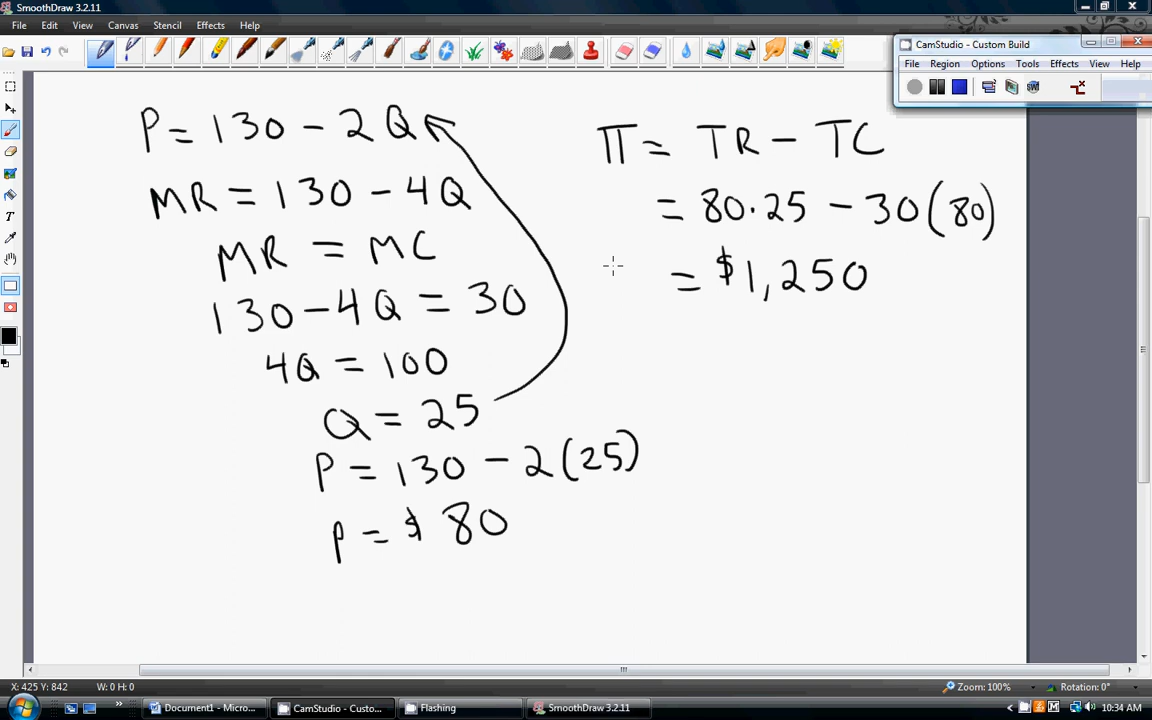 SmoothDraw 3.2.11
File Edit View Canvas Stencil Effects Help
CamStudio - Custom Build
File Region Options Tools Effects View Help
P = 130 - 2Q
MR = 130 - 4Q
MR = MC
130 - 4Q = 30
4Q = 100
Q = 25
P = 130 - 2(25)
P = $ 80
Π = TR - TC
= 80·25 - 30(80)
= $1,250
X: 425 Y: 842 W: 0 H: 0 Zoom: 100% Rotation: 0°
Document1 - Micro... CamStudio - Custo... Flashing SmoothDraw 3.2.11 10:34 AM